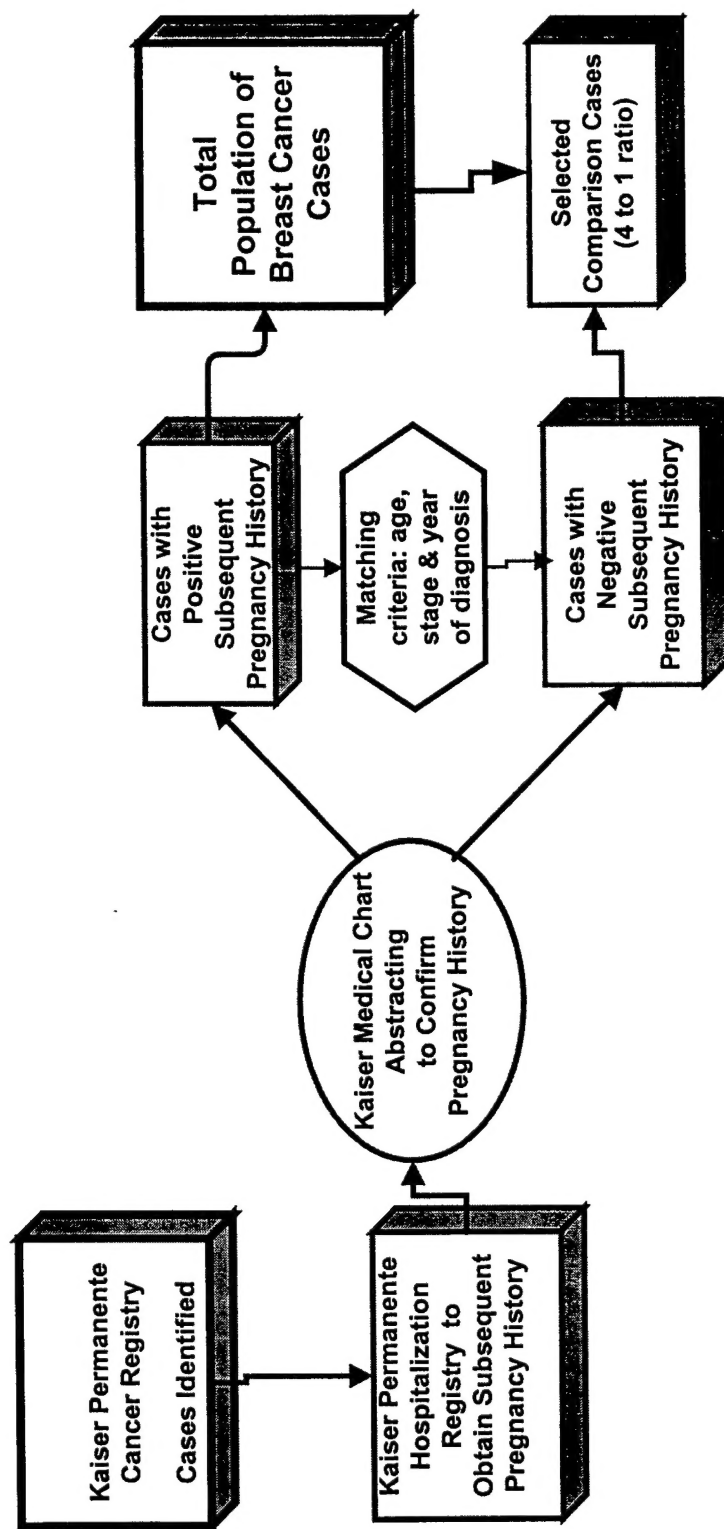 Kaiser Permanente
Cancer Registry
Cases Identified
Kaiser Permanente
Hospitalization
Registry to
Obtain Subsequent
Pregnancy History
Kaiser Medical Chart
Abstracting
to Confirm
Pregnancy History
Cases with
Positive
Subsequent
Pregnancy History
Matching
criteria: age,
stage & year
of diagnosis
Cases with
Negative
Subsequent
Pregnancy History
Total
Population of
Breast Cancer
Cases
Selected
Comparison Cases
(4 to 1 ratio)